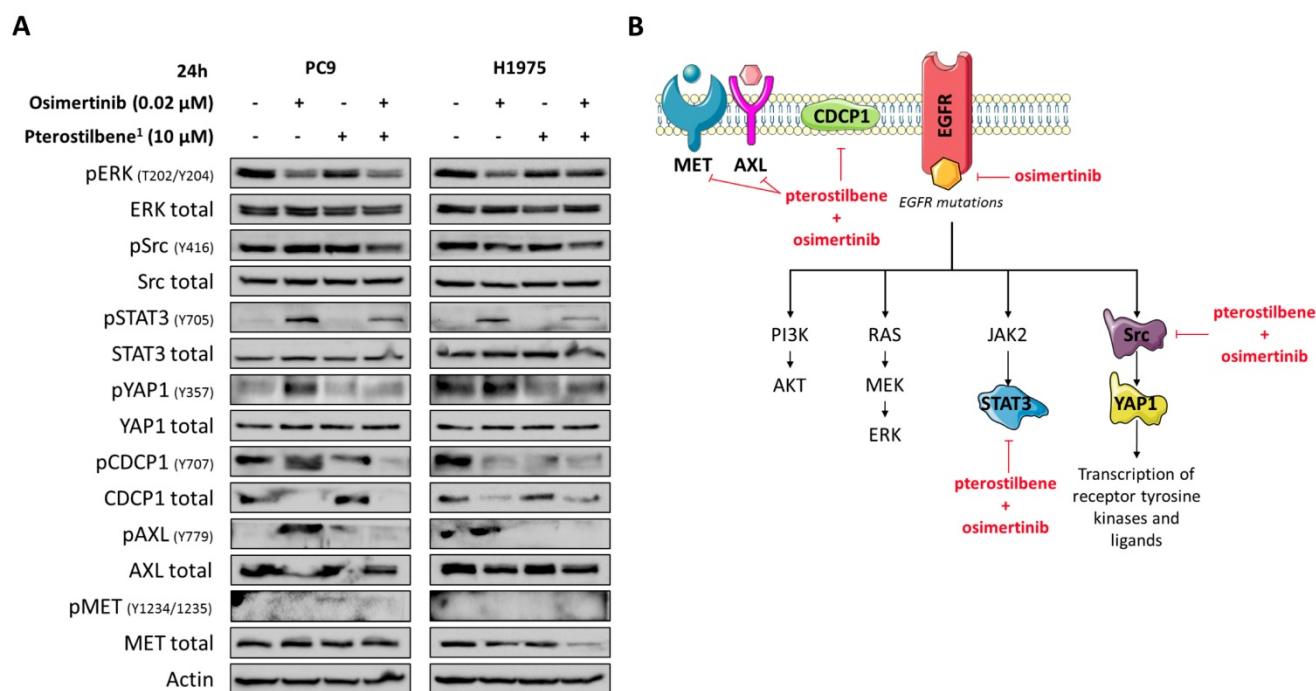 A
24h PC9 H1975
Osimertinib (0.02 µM) - + - + - + - +
Pterostilbene¹ (10 µM) - - + + - - + +
pERK (T202/Y204)
ERK total
pSrc (Y416)
Src total
pSTAT3 (Y705)
STAT3 total
pYAP1 (Y357)
YAP1 total
pCDCP1 (Y707)
CDCP1 total
pAXL (Y779)
AXL total
pMET (Y1234/1235)
MET total
Actin
B
MET
AXL
CDCP1
EGFR
EGFR mutations
osimertinib
pterostilbene
+
osimertinib
PI3K
AKT
RAS
MEK
ERK
JAK2
STAT3
pterostilbene
+
osimertinib
Src
YAP1
Transcription of
receptor tyrosine
kinases and
ligands
pterostilbene
+
osimertinib